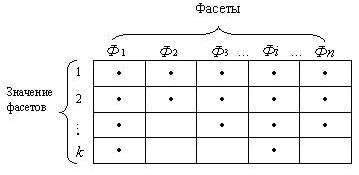 Фасеты
Ф1 Ф2 Ф3 ... Фi ... Фn
Значение
фасетов
1
2
⋮
k